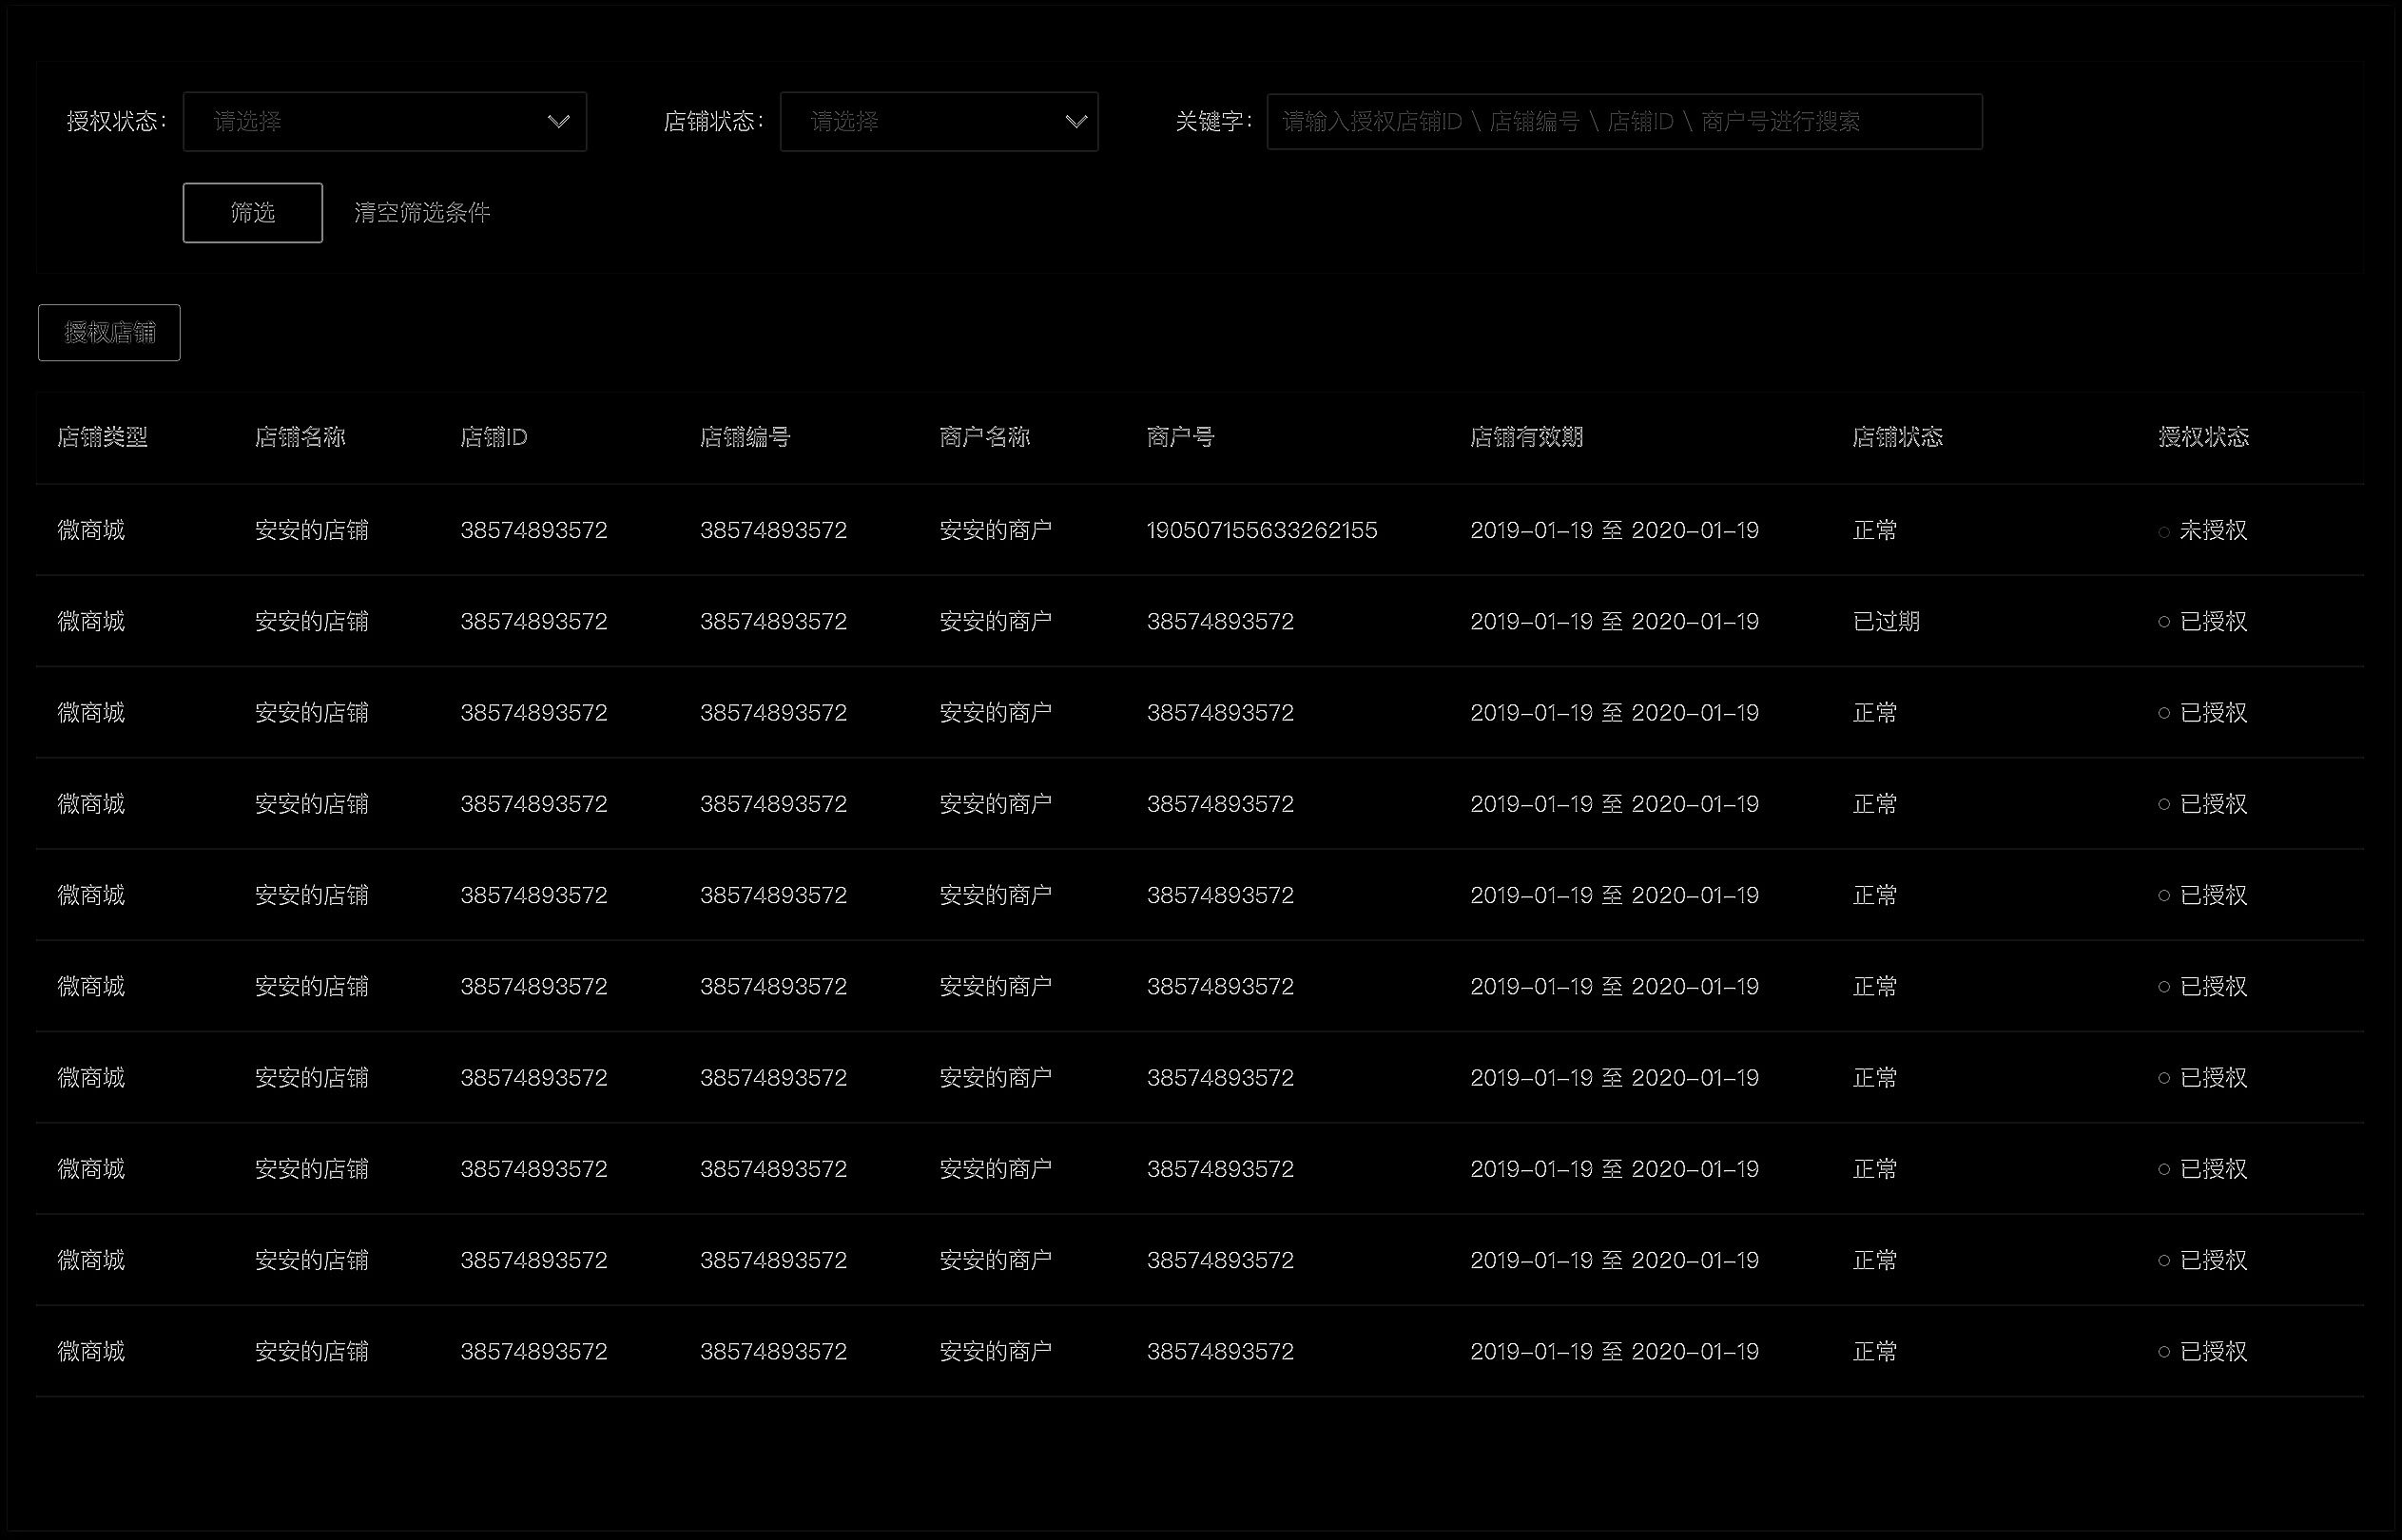 授权状态： 请选择 店铺状态： 请选择 关键字： 请输入授权店铺ID \ 店铺编号 \ 店铺ID \ 商户号进行搜索
筛选 清空筛选条件
授权店铺
店铺类型 店铺名称 店铺ID 店铺编号 商户名称 商户号 店铺有效期 店铺状态 授权状态
微商城 安安的店铺 38574893572 38574893572 安安的商户 190507155633262155 2019-01-19 至 2020-01-19 正常 未授权
微商城 安安的店铺 38574893572 38574893572 安安的商户 38574893572 2019-01-19 至 2020-01-19 已过期 已授权
微商城 安安的店铺 38574893572 38574893572 安安的商户 38574893572 2019-01-19 至 2020-01-19 正常 已授权
微商城 安安的店铺 38574893572 38574893572 安安的商户 38574893572 2019-01-19 至 2020-01-19 正常 已授权
微商城 安安的店铺 38574893572 38574893572 安安的商户 38574893572 2019-01-19 至 2020-01-19 正常 已授权
微商城 安安的店铺 38574893572 38574893572 安安的商户 38574893572 2019-01-19 至 2020-01-19 正常 已授权
微商城 安安的店铺 38574893572 38574893572 安安的商户 38574893572 2019-01-19 至 2020-01-19 正常 已授权
微商城 安安的店铺 38574893572 38574893572 安安的商户 38574893572 2019-01-19 至 2020-01-19 正常 已授权
微商城 安安的店铺 38574893572 38574893572 安安的商户 38574893572 2019-01-19 至 2020-01-19 正常 已授权
微商城 安安的店铺 38574893572 38574893572 安安的商户 38574893572 2019-01-19 至 2020-01-19 正常 已授权